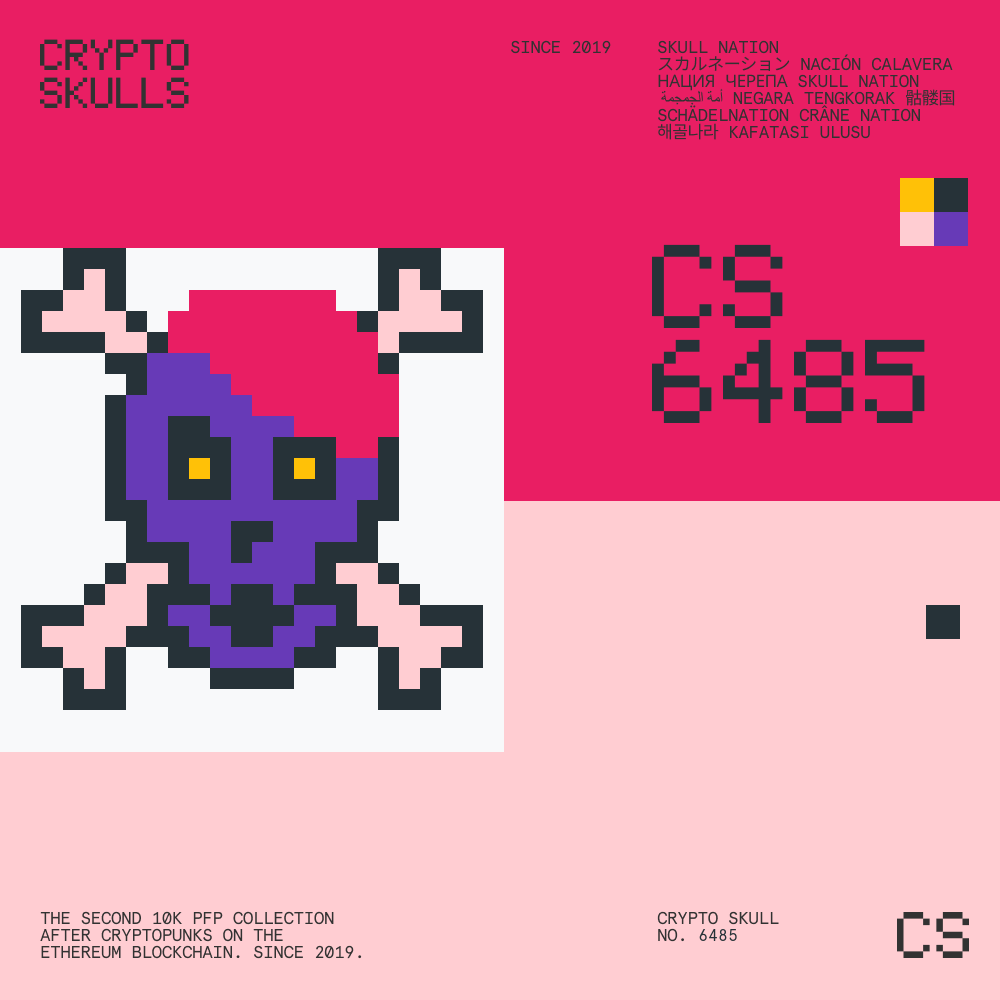 CRYPTO
SKULLS
SINCE 2019
SKULL NATION
スカルネーション NACIÓN CALAVERA
НАЦИЯ ЧЕРЕПА SKULL NATION
أمة الجمجمة NEGARA TENGKORAK 骷髅国
SCHÄDELNATION CRÂNE NATION
해골나라 KAFATASI ULUSU
CS
6485
THE SECOND 10K PFP COLLECTION
AFTER CRYPTOPUNKS ON THE
ETHEREUM BLOCKCHAIN. SINCE 2019.
CRYPTO SKULL
NO. 6485
CS